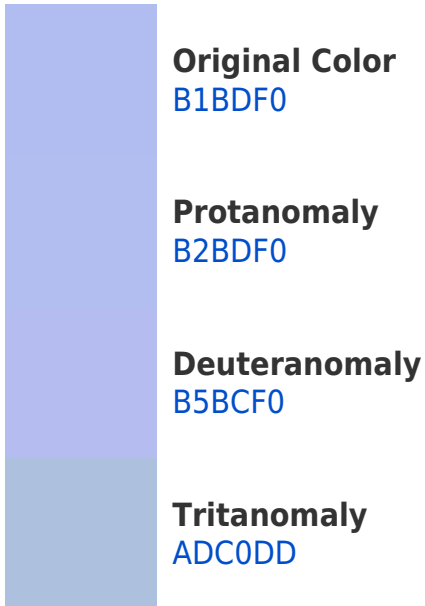 Original Color
B1BDF0
Protanomaly
B2BDF0
Deuteranomaly
B5BCF0
Tritanomaly
ADC0DD